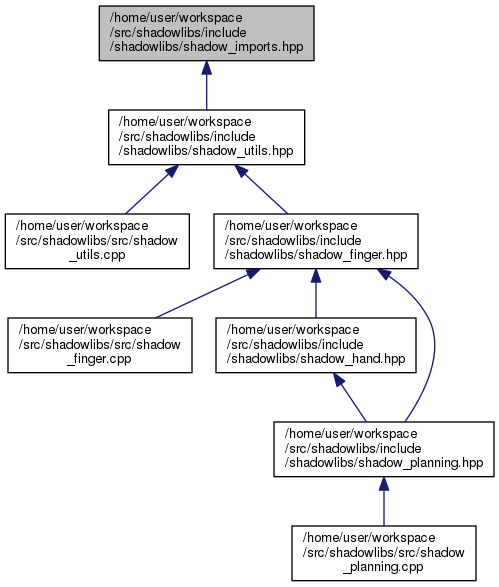 /home/user/workspace
/src/shadowlibs/include
/shadowlibs/shadow_imports.hpp
/home/user/workspace
/src/shadowlibs/include
/shadowlibs/shadow_utils.hpp
/home/user/workspace
/src/shadowlibs/src/shadow
_utils.cpp
/home/user/workspace
/src/shadowlibs/include
/shadowlibs/shadow_finger.hpp
/home/user/workspace
/src/shadowlibs/src/shadow
_finger.cpp
/home/user/workspace
/src/shadowlibs/include
/shadowlibs/shadow_hand.hpp
/home/user/workspace
/src/shadowlibs/include
/shadowlibs/shadow_planning.hpp
/home/user/workspace
/src/shadowlibs/src/shadow
_planning.cpp